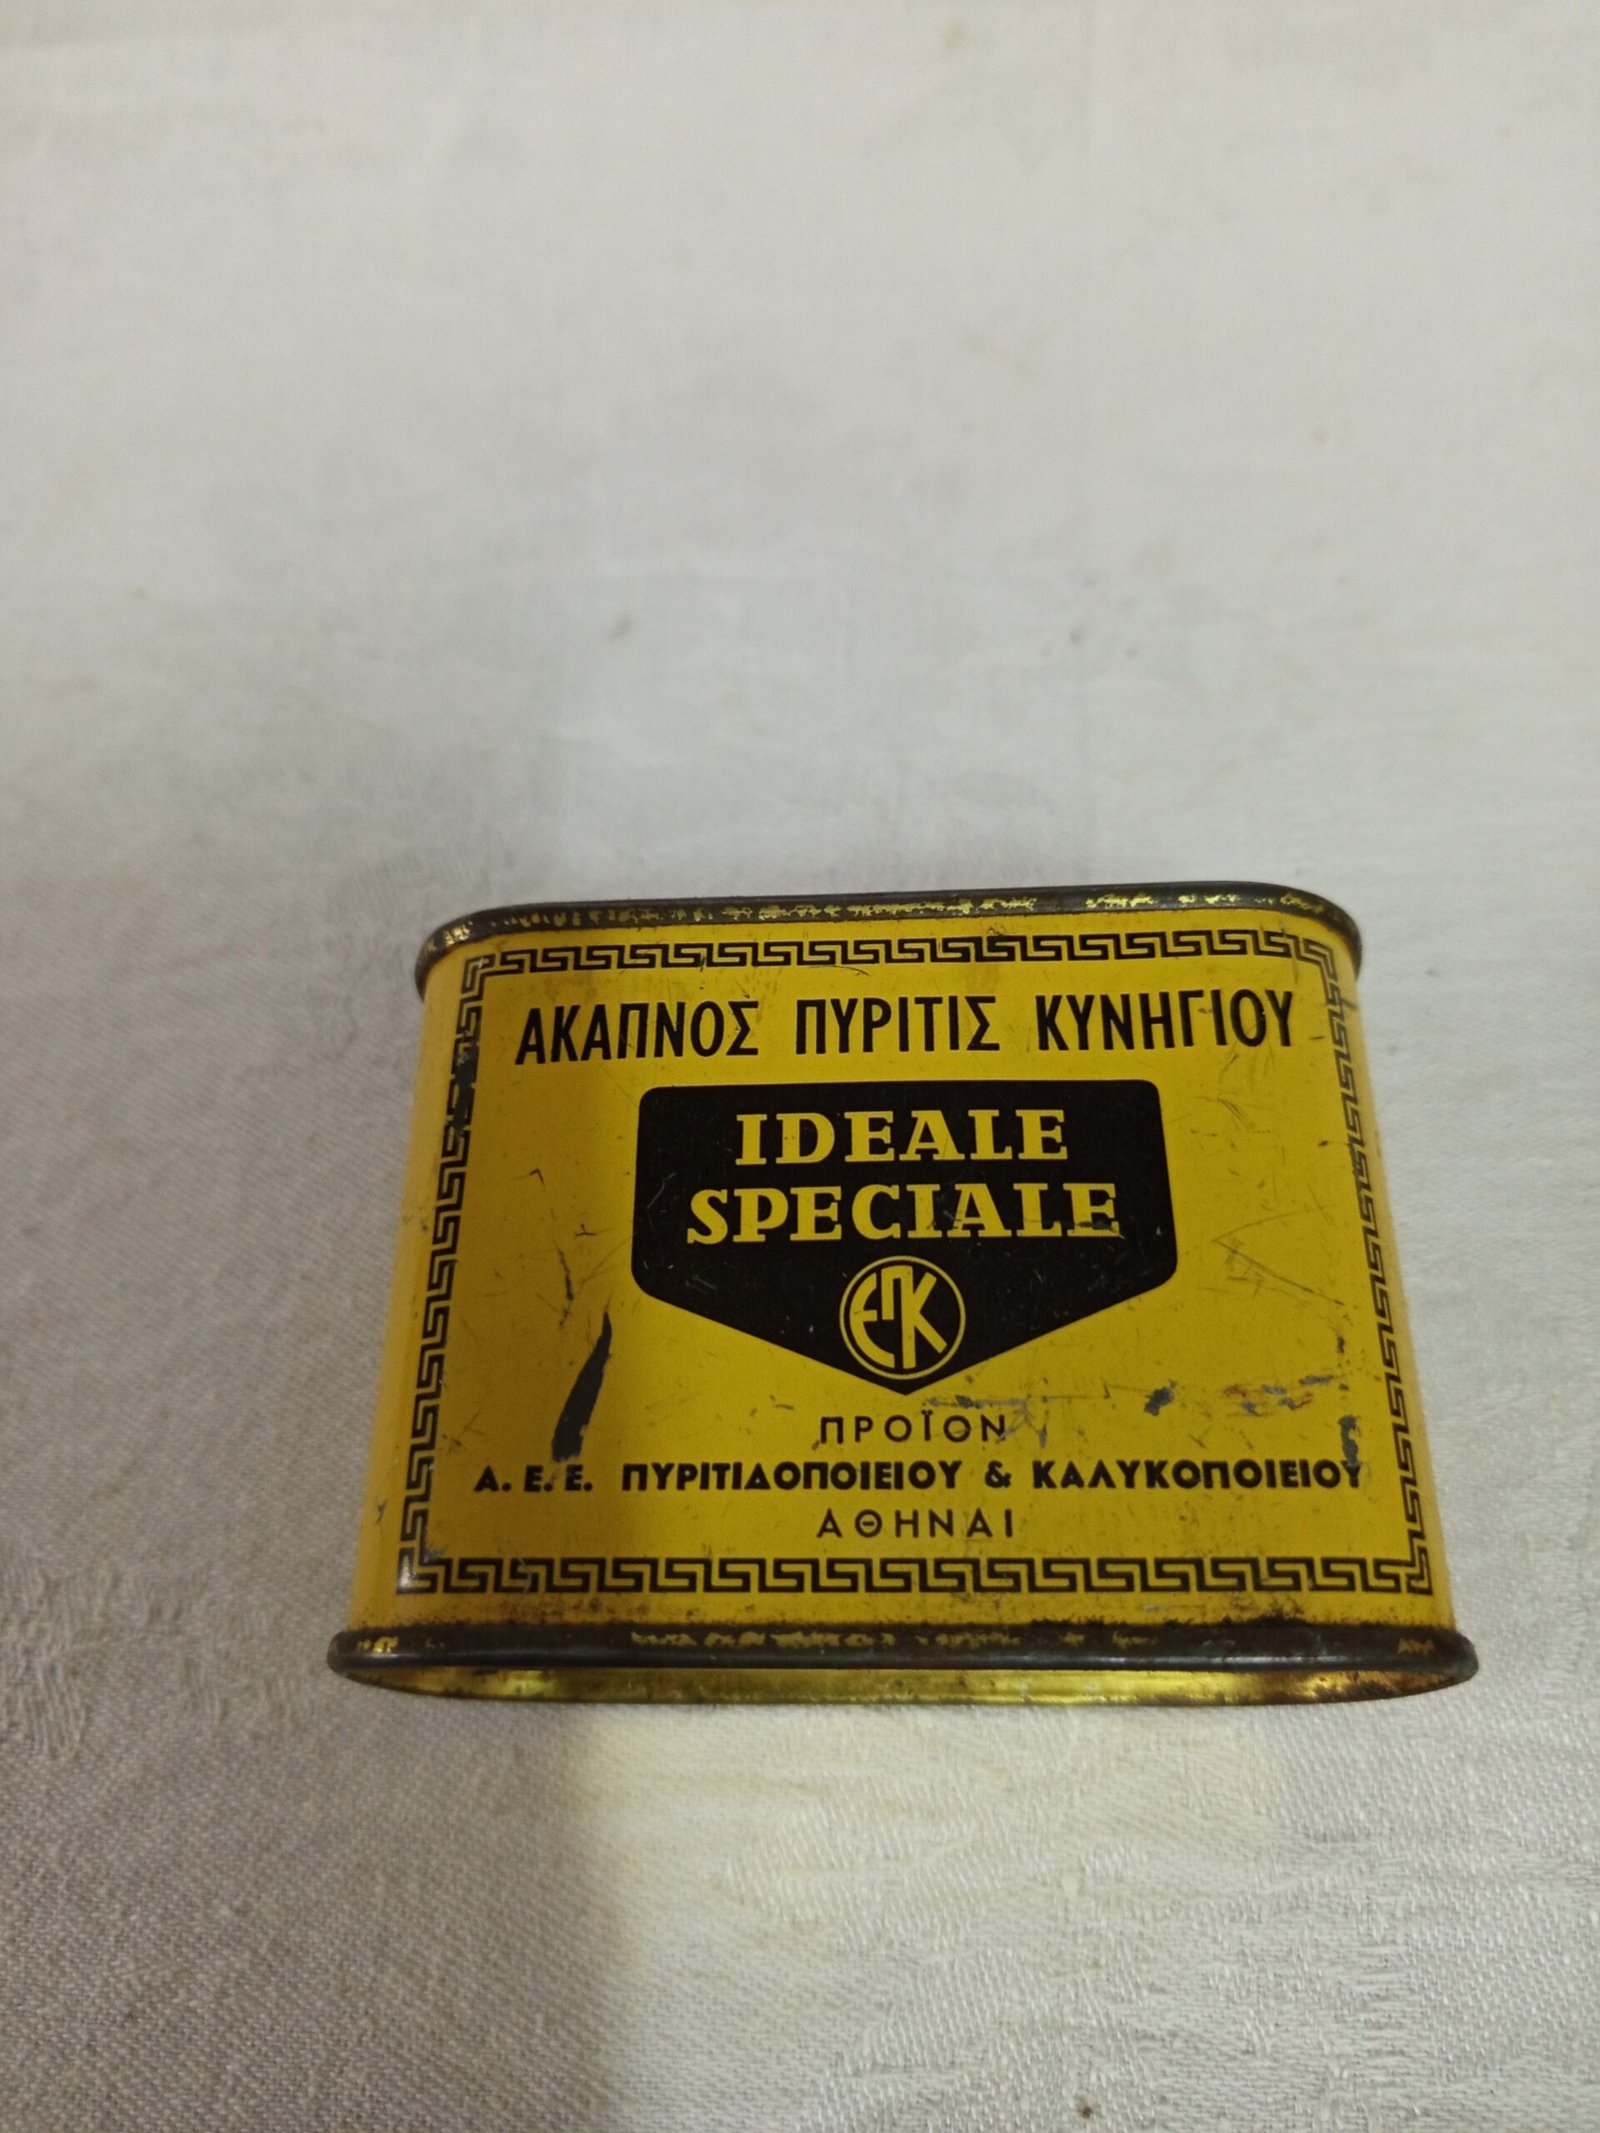 ΑΚΑΠΝΟΣ ΠΥΡΙΤΙΣ ΚΥΝΗΓΙΟΥ
IDEALE
SPECIALE
ΕΠΚ
ΠΡΟΪΟΝ
Α.Ε.Ε. ΠΥΡΙΤΙΔΟΠΟΙΕΙΟΥ & ΚΑΛΥΚΟΠΟΙΕΙΟΥ
ΑΘΗΝΑΙ